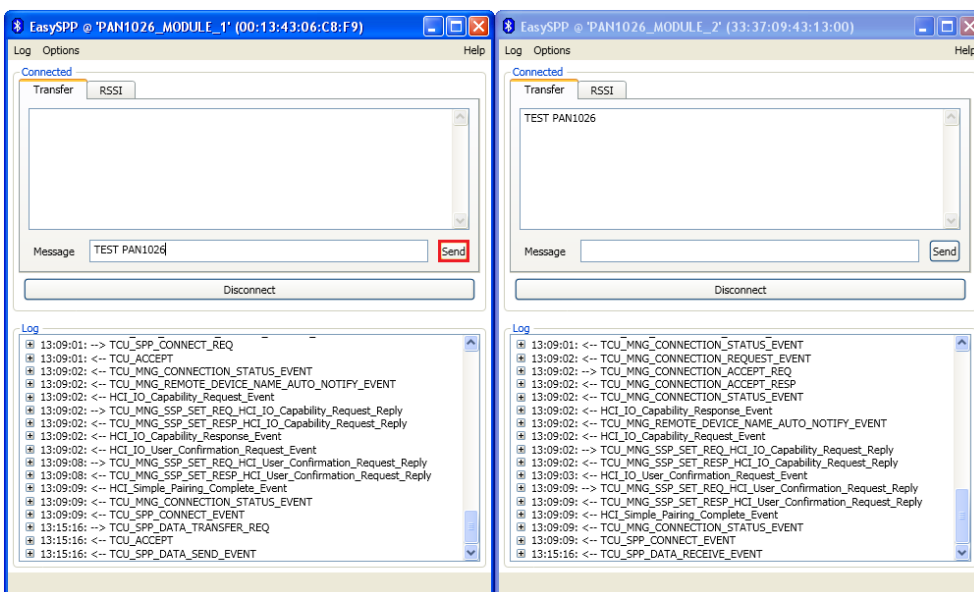 EasySPP @ 'PAN1026_MODULE_1' (00:13:43:06:C8:F9)
Log Options Help
Connected
Transfer RSSI
Message TEST PAN1026 Send
Disconnect
Log
13:09:01: --> TCU_SPP_CONNECT_REQ
13:09:01: <-- TCU_ACCEPT
13:09:02: <-- TCU_MNG_CONNECTION_STATUS_EVENT
13:09:02: <-- TCU_MNG_REMOTE_DEVICE_NAME_AUTO_NOTIFY_EVENT
13:09:02: <-- HCI_IO_Capability_Request_Event
13:09:02: --> TCU_MNG_SSP_SET_REQ_HCI_IO_Capability_Request_Reply
13:09:02: <-- TCU_MNG_SSP_SET_RESP_HCI_IO_Capability_Request_Reply
13:09:02: <-- HCI_IO_Capability_Response_Event
13:09:02: <-- HCI_IO_User_Confirmation_Request_Event
13:09:08: --> TCU_MNG_SSP_SET_REQ_HCI_User_Confirmation_Request_Reply
13:09:08: <-- TCU_MNG_SSP_SET_RESP_HCI_User_Confirmation_Request_Reply
13:09:09: <-- HCI_Simple_Pairing_Complete_Event
13:09:09: <-- TCU_MNG_CONNECTION_STATUS_EVENT
13:09:09: <-- TCU_SPP_CONNECT_EVENT
13:15:16: --> TCU_SPP_DATA_TRANSFER_REQ
13:15:16: <-- TCU_ACCEPT
13:15:16: <-- TCU_SPP_DATA_SEND_EVENT
EasySPP @ 'PAN1026_MODULE_2' (33:37:09:43:13:00)
Log Options Help
Connected
Transfer RSSI
TEST PAN1026
Message Send
Disconnect
Log
13:09:01: <-- TCU_MNG_CONNECTION_STATUS_EVENT
13:09:02: <-- TCU_MNG_CONNECTION_REQUEST_EVENT
13:09:02: --> TCU_MNG_CONNECTION_ACCEPT_REQ
13:09:02: <-- TCU_MNG_CONNECTION_ACCEPT_RESP
13:09:02: <-- TCU_MNG_CONNECTION_STATUS_EVENT
13:09:02: <-- HCI_IO_Capability_Response_Event
13:09:02: <-- TCU_MNG_REMOTE_DEVICE_NAME_AUTO_NOTIFY_EVENT
13:09:02: <-- HCI_IO_Capability_Request_Event
13:09:02: --> TCU_MNG_SSP_SET_REQ_HCI_IO_Capability_Request_Reply
13:09:02: <-- TCU_MNG_SSP_SET_RESP_HCI_IO_Capability_Request_Reply
13:09:03: <-- HCI_IO_User_Confirmation_Request_Event
13:09:09: --> TCU_MNG_SSP_SET_REQ_HCI_User_Confirmation_Request_Reply
13:09:09: <-- TCU_MNG_SSP_SET_RESP_HCI_User_Confirmation_Request_Reply
13:09:09: <-- HCI_Simple_Pairing_Complete_Event
13:09:09: <-- TCU_MNG_CONNECTION_STATUS_EVENT
13:09:09: <-- TCU_SPP_CONNECT_EVENT
13:15:16: <-- TCU_SPP_DATA_RECEIVE_EVENT